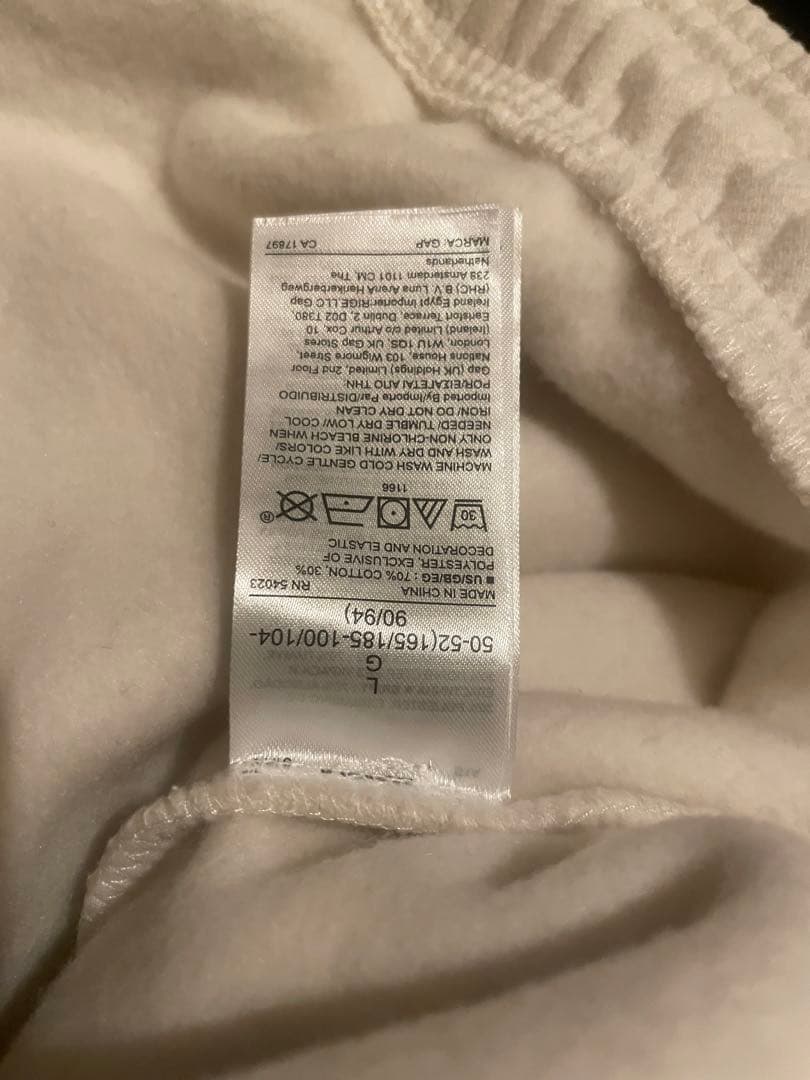 L
G
50-52(165/185-100/104-
90/94)
MADE IN CHINA RN 54023
■ US/GB/EG : 70% COTTON, 30%
POLYESTER, EXCLUSIVE OF
DECORATION AND ELASTIC
30
®
1166
MACHINE WASH COLD GENTLE CYCLE/
WASH AND DRY WITH LIKE COLORS/
ONLY NON-CHLORINE BLEACH WHEN
NEEDED/ TUMBLE DRY LOW/ COOL
IRON/ DO NOT DRY CLEAN
Imported By/Importe Par/DISTRIBUIDO
POR/ΕΙΣΑΓΕΤΑΙ ΑΠΟ ΤΗΝ:
Gap (UK Holdings) Limited, 2nd Floor
Nations House, 103 Wigmore Street,
London, W1U 1QS, UK Gap Stores
(Ireland) Limited c/o Arthur Cox, 10
Earlsfort Terrace, Dublin 2, D02 T380,
Ireland Egypt Importer:RIGE LLC Gap
(RHC) B.V. Luna ArenA Herikerbergweg
238 Amsterdam 1101 CM, The
Netherlands
MARCA: GAP CA 17897